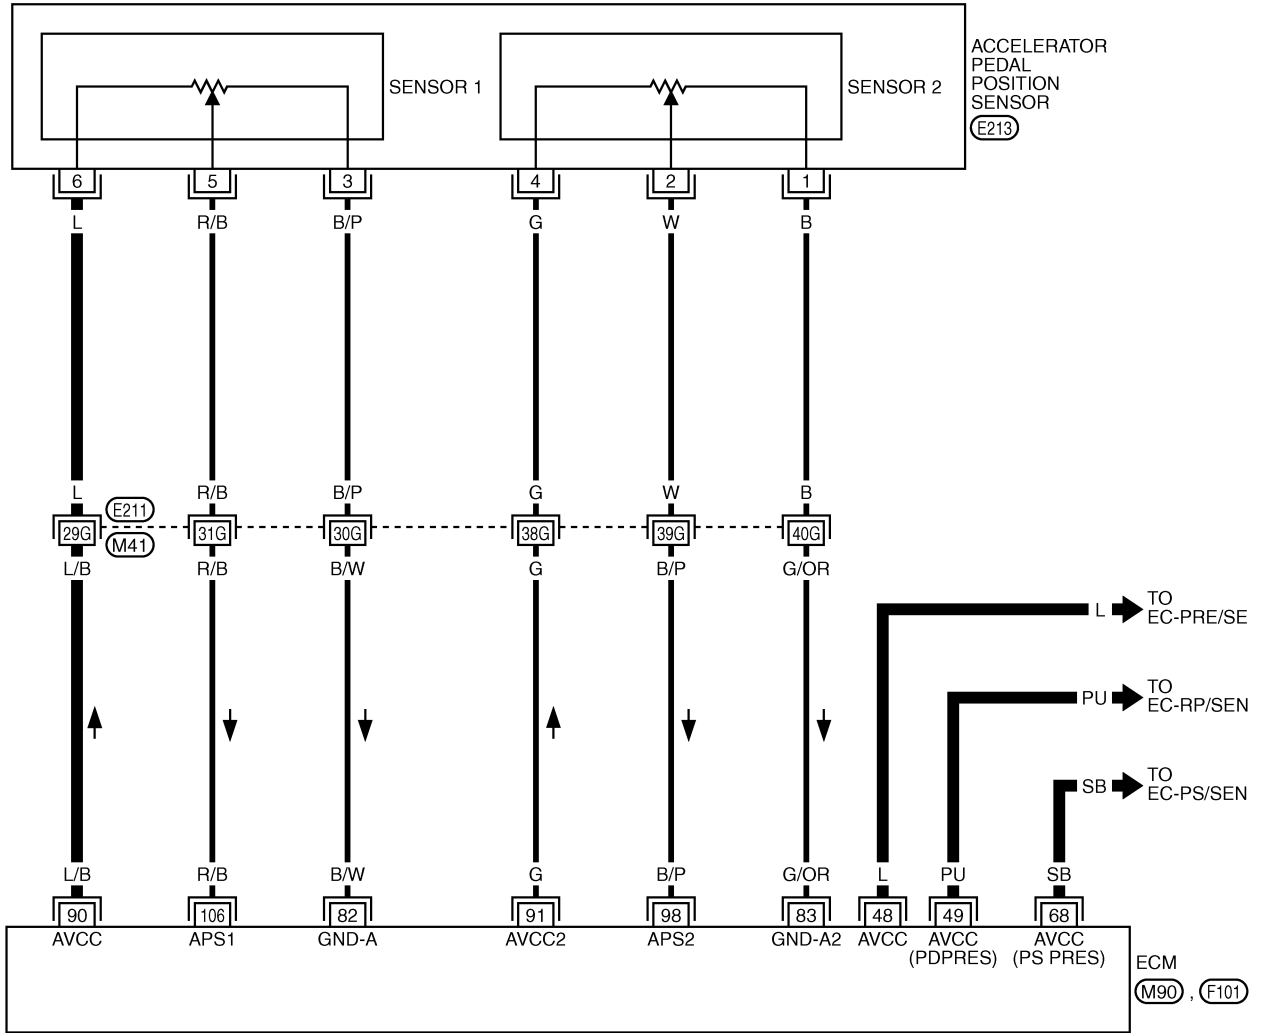 SENSOR 1
SENSOR 2
ACCELERATOR
PEDAL
POSITION
SENSOR
E213
6 5 3 4 2 1
L R/B B/P G W B
L R/B B/P G W B
E211
29G 31G 30G 38G 39G 40G
M41
L/B R/B B/W G B/P G/OR
L TO
EC-PRE/SE
PU TO
EC-RP/SEN
SB TO
EC-PS/SEN
L/B R/B B/W G B/P G/OR L PU SB
90 106 82 91 98 83 48 49 68
AVCC APS1 GND-A AVCC2 APS2 GND-A2 AVCC AVCC AVCC
(PDPRES) (PS PRES)
ECM
M90 , F101